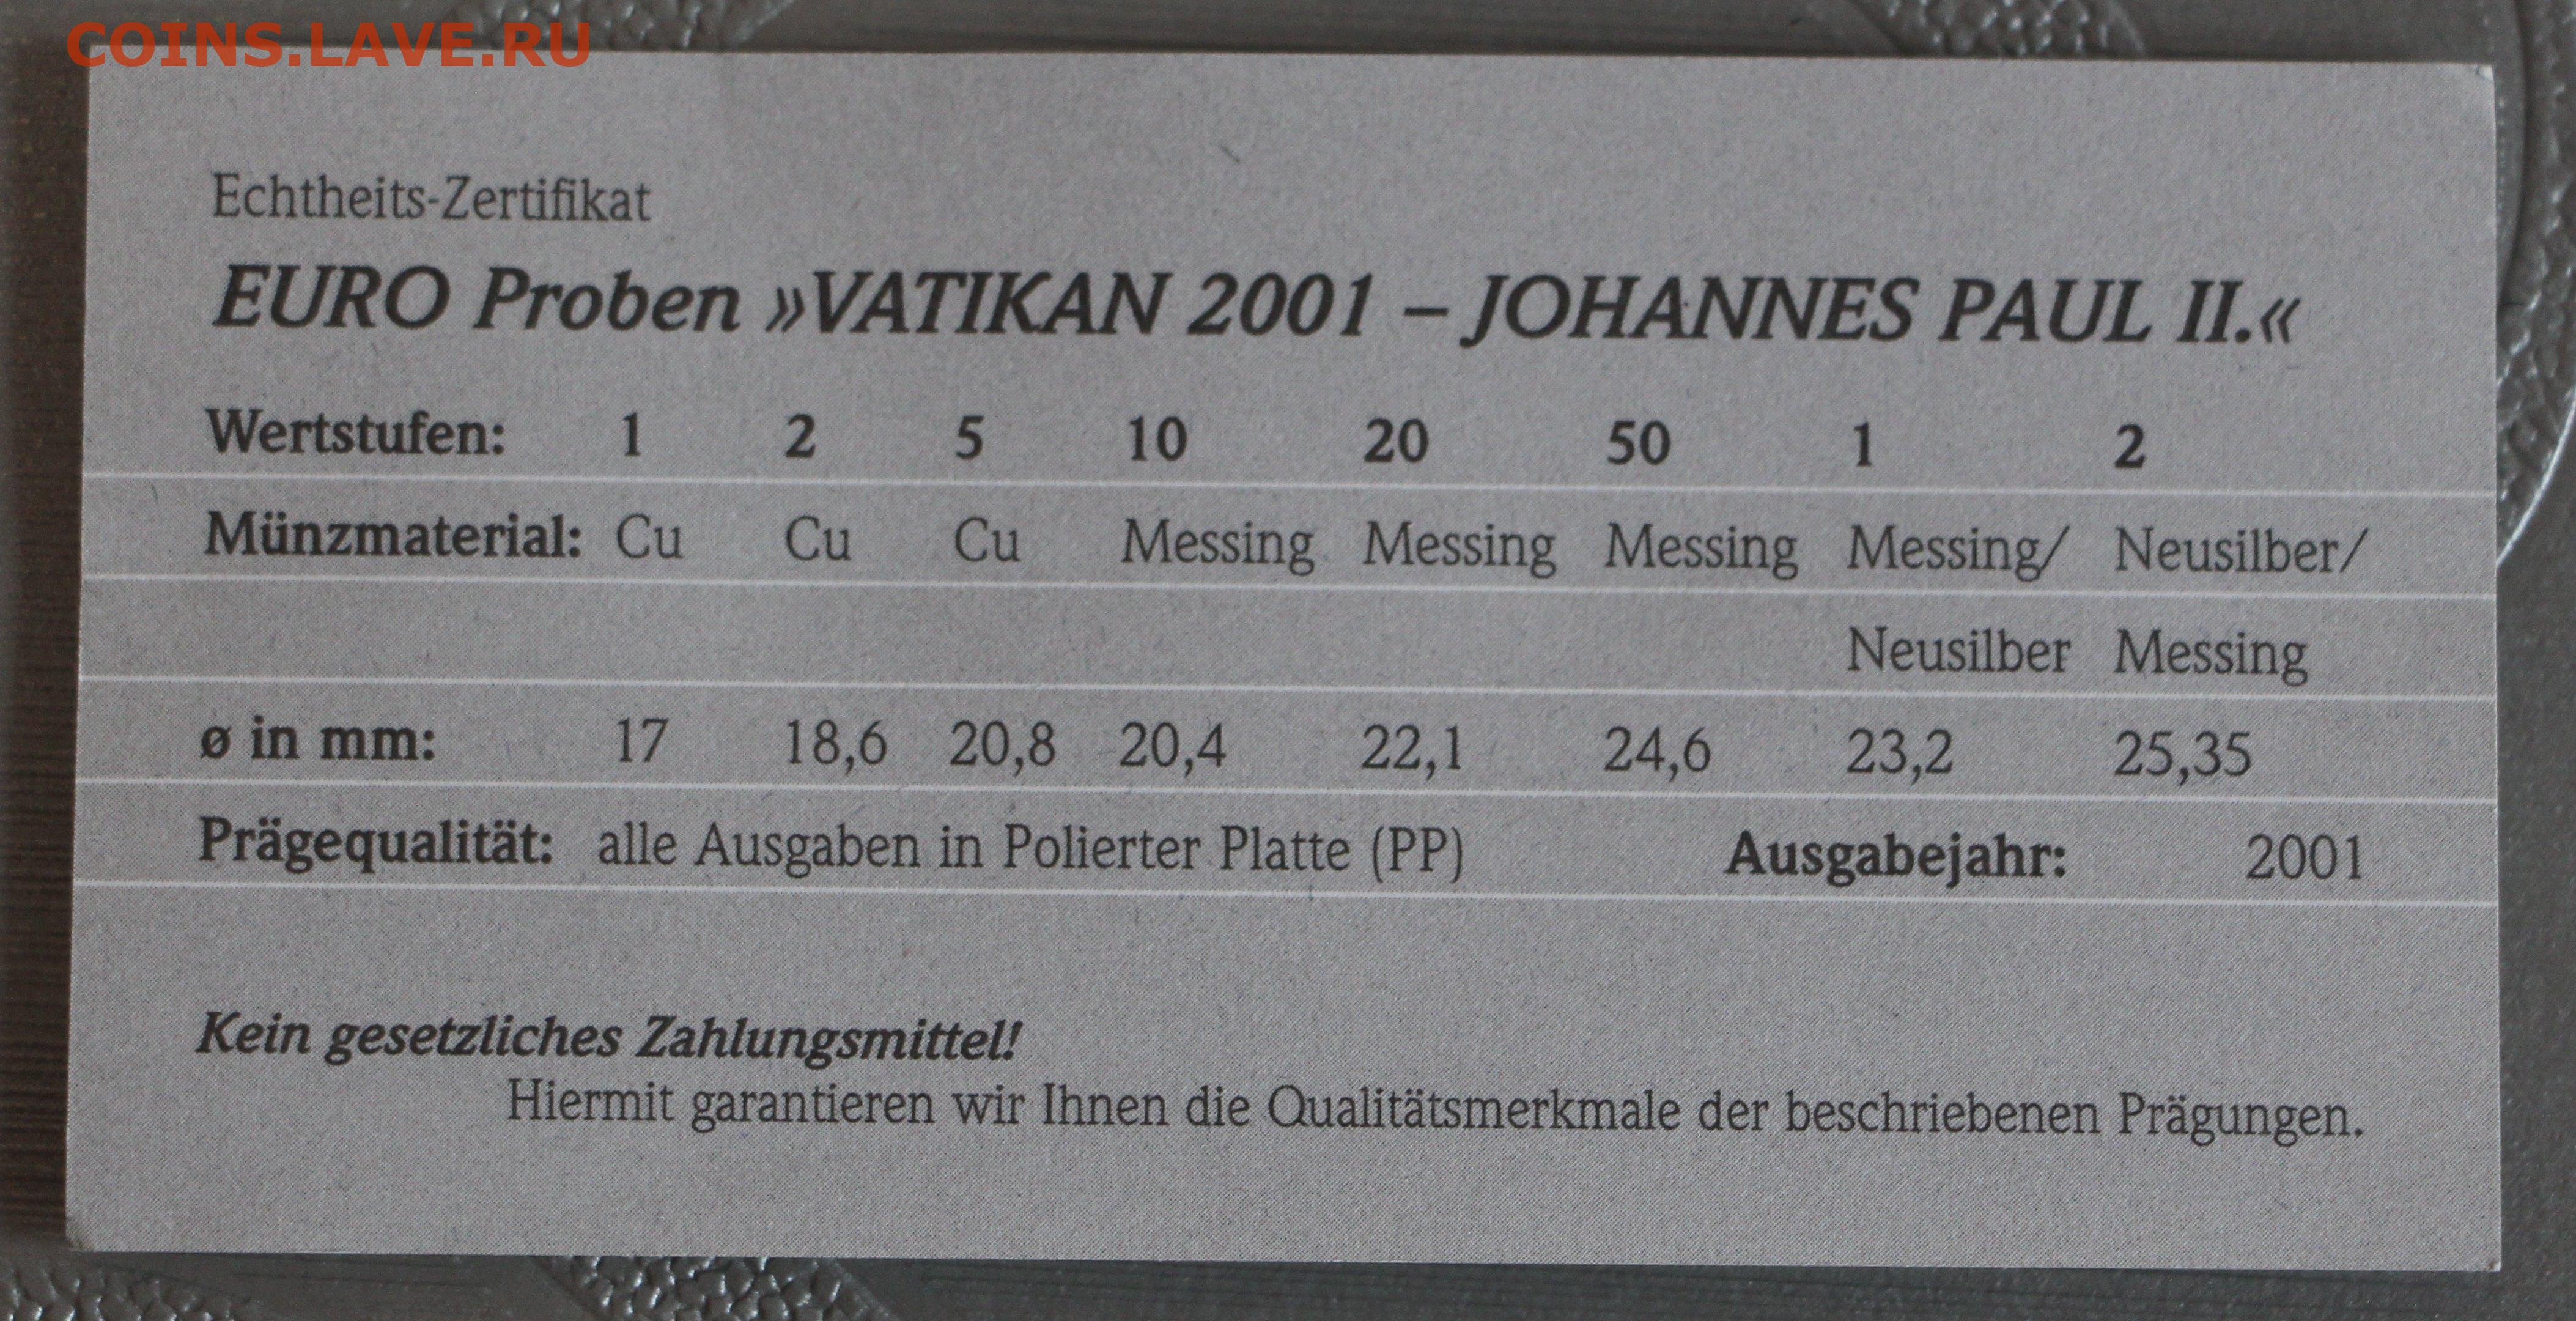 COINS.LAVE.RU
Echtheits-Zertifikat
EURO Proben »VATIKAN 2001 – JOHANNES PAUL II.«
Wertstufen: 1 2 5 10 20 50 1 2
Münzmaterial: Cu Cu Cu Messing Messing Messing Messing/ Neusilber/
Neusilber Messing
ø in mm: 17 18,6 20,8 20,4 22,1 24,6 23,2 25,35
Prägequalität: alle Ausgaben in Polierter Platte (PP) Ausgabejahr: 2001
Kein gesetzliches Zahlungsmittel!
Hiermit garantieren wir Ihnen die Qualitätsmerkmale der beschriebenen Prägungen.